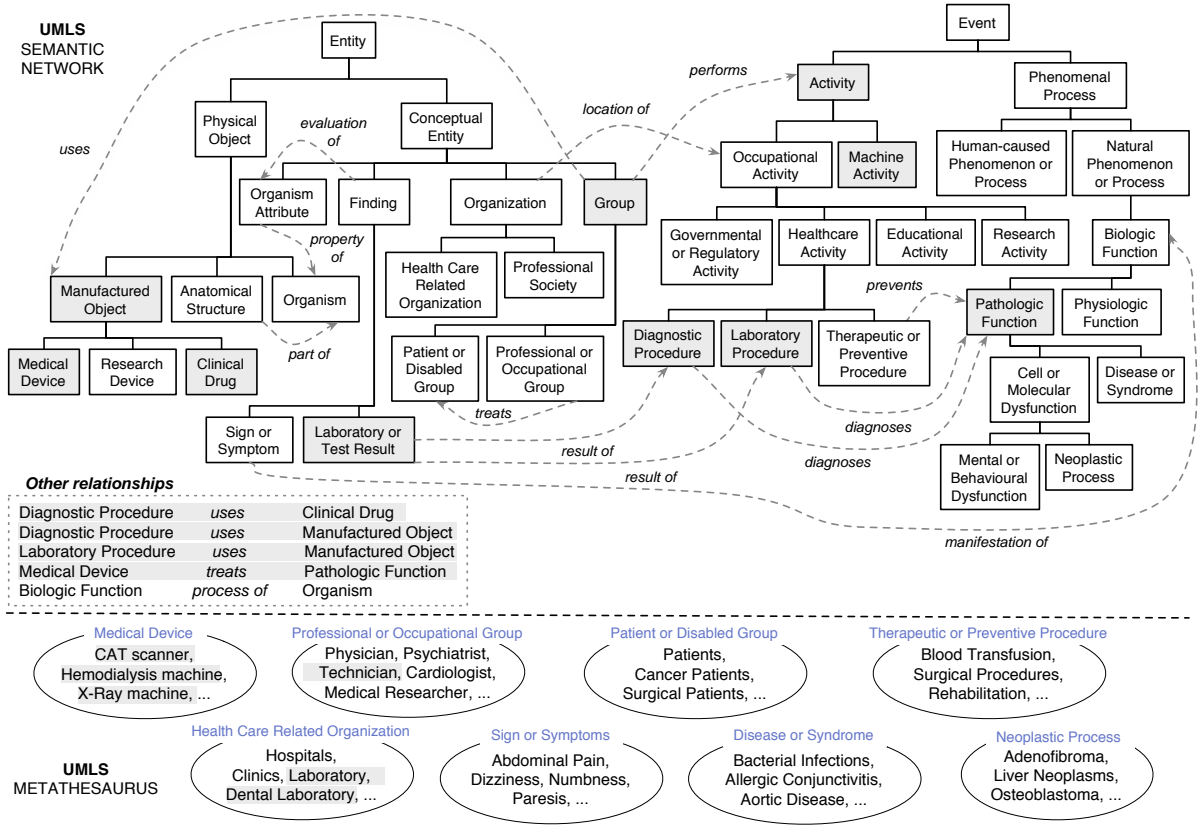 UMLS
SEMANTIC
NETWORK
Entity
Event
performs
Activity
Phenomenal
Process
Physical
Object
Conceptual
Entity
location of
evaluation
of
uses
Occupational
Activity
Machine
Activity
Human-caused
Phenomenon or
Process
Natural
Phenomenon
or Process
Organism
Attribute
Finding
Organization
Group
property
of
Governmental
or Regulatory
Activity
Healthcare
Activity
Educational
Activity
Research
Activity
Biologic
Function
Health Care
Related
Organization
Professional
Society
Manufactured
Object
Anatomical
Structure
Organism
prevents
Pathologic
Function
Physiologic
Function
part of
Medical
Device
Research
Device
Clinical
Drug
Patient or
Disabled
Group
Professional or
Occupational
Group
Diagnostic
Procedure
Laboratory
Procedure
Therapeutic or
Preventive
Procedure
Cell or
Molecular
Dysfunction
Disease or
Syndrome
treats
Sign or
Symptom
Laboratory or
Test Result
result of
result of
diagnoses
diagnoses
Mental or
Behavioural
Dysfunction
Neoplastic
Process
manifestation of
Other relationships
Diagnostic Procedure uses Clinical Drug
Diagnostic Procedure uses Manufactured Object
Laboratory Procedure uses Manufactured Object
Medical Device treats Pathologic Function
Biologic Function process of Organism
Medical Device
CAT scanner,
Hemodialysis machine,
X-Ray machine, ...
Professional or Occupational Group
Physician, Psychiatrist,
Technician, Cardiologist,
Medical Researcher, ...
Patient or Disabled Group
Patients,
Cancer Patients,
Surgical Patients, ...
Therapeutic or Preventive Procedure
Blood Transfusion,
Surgical Procedures,
Rehabilitation, ...
UMLS
METATHESAURUS
Health Care Related Organization
Hospitals,
Clinics, Laboratory,
Dental Laboratory, ...
Sign or Symptoms
Abdominal Pain,
Dizziness, Numbness,
Paresis, ...
Disease or Syndrome
Bacterial Infections,
Allergic Conjunctivitis,
Aortic Disease, ...
Neoplastic Process
Adenofibroma,
Liver Neoplasms,
Osteoblastoma, ...